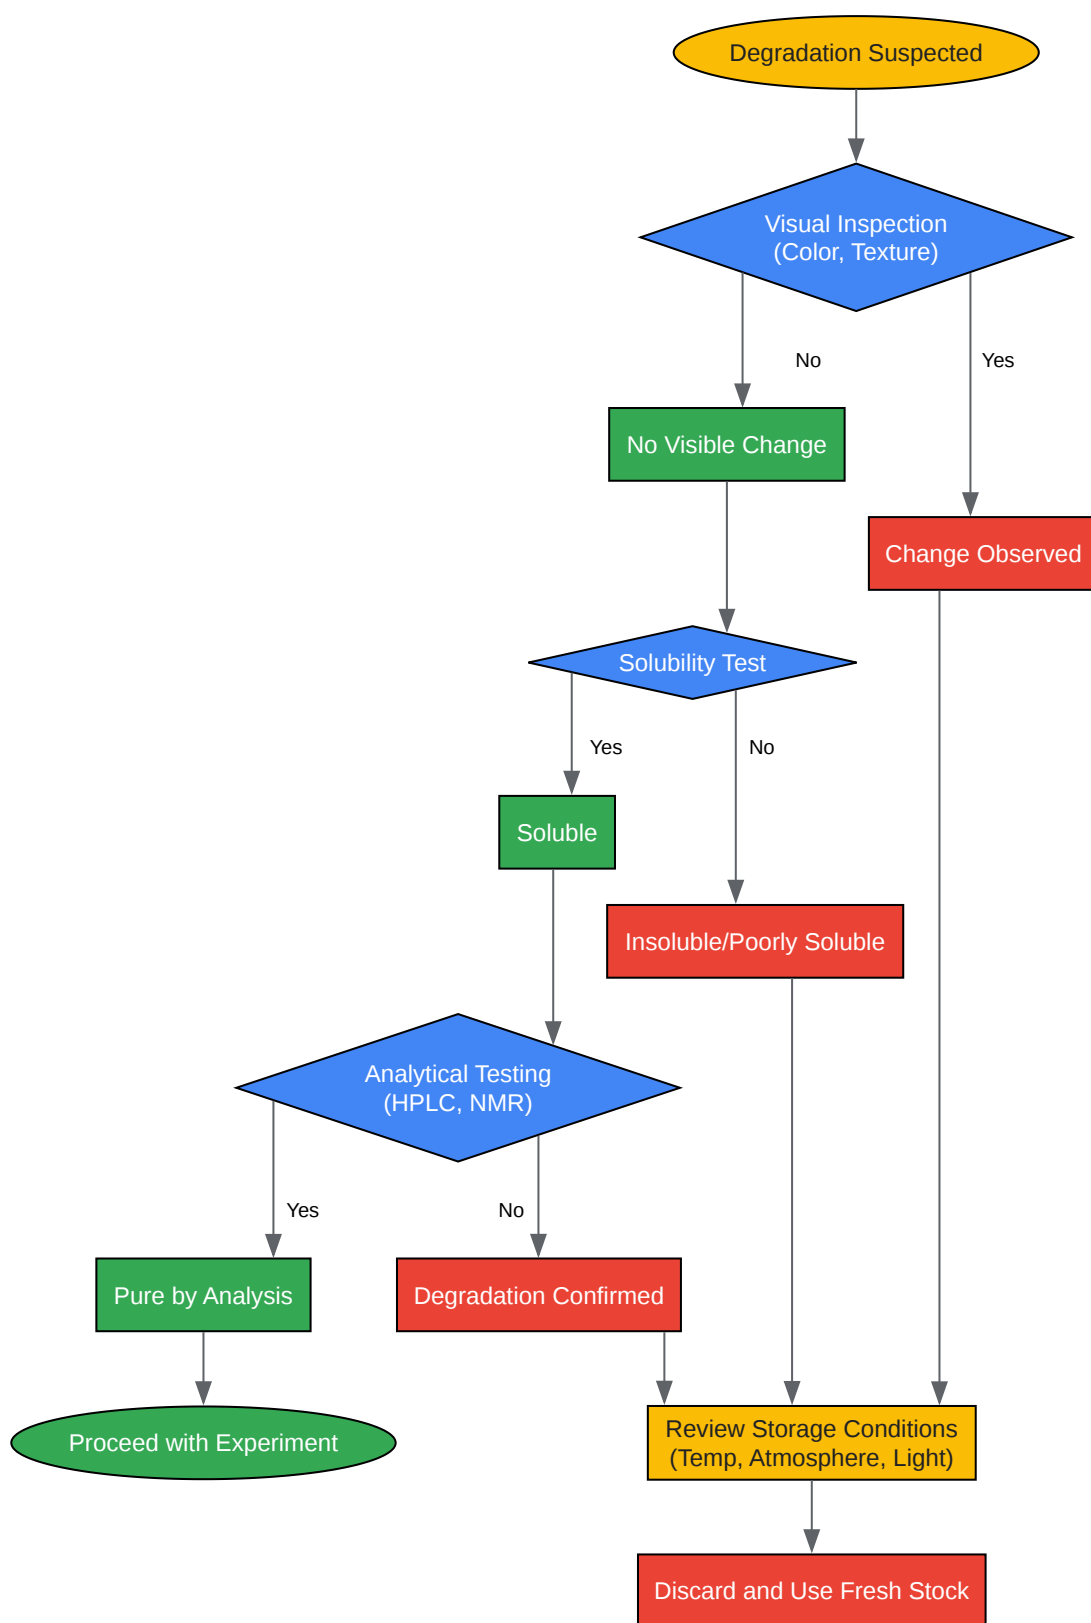 Degradation Suspected
Visual Inspection
(Color, Texture)
No
Yes
No Visible Change
Change Observed
Solubility Test
Yes
No
Soluble
Insoluble/Poorly Soluble
Analytical Testing
(HPLC, NMR)
Yes
No
Pure by Analysis
Degradation Confirmed
Proceed with Experiment
Review Storage Conditions
(Temp, Atmosphere, Light)
Discard and Use Fresh Stock